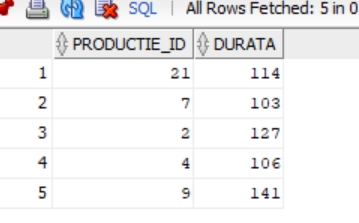 SQL | All Rows Fetched: 5 in 0
PRODUCTIE_ID DURATA
1 21 114
2 7 103
3 2 127
4 4 106
5 9 141